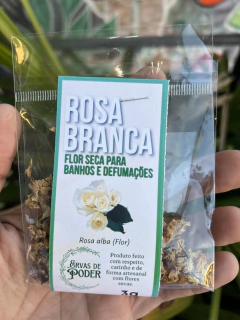 ROSA
BRANCA
FLOR SECA PARA
BANHOS E DEFUMAÇÕES
Rosa alba (Flor)
ERVAS DE
PODER
Produto feito
com respeito,
carinho e de
forma artesanal
com flores
secas.
3g